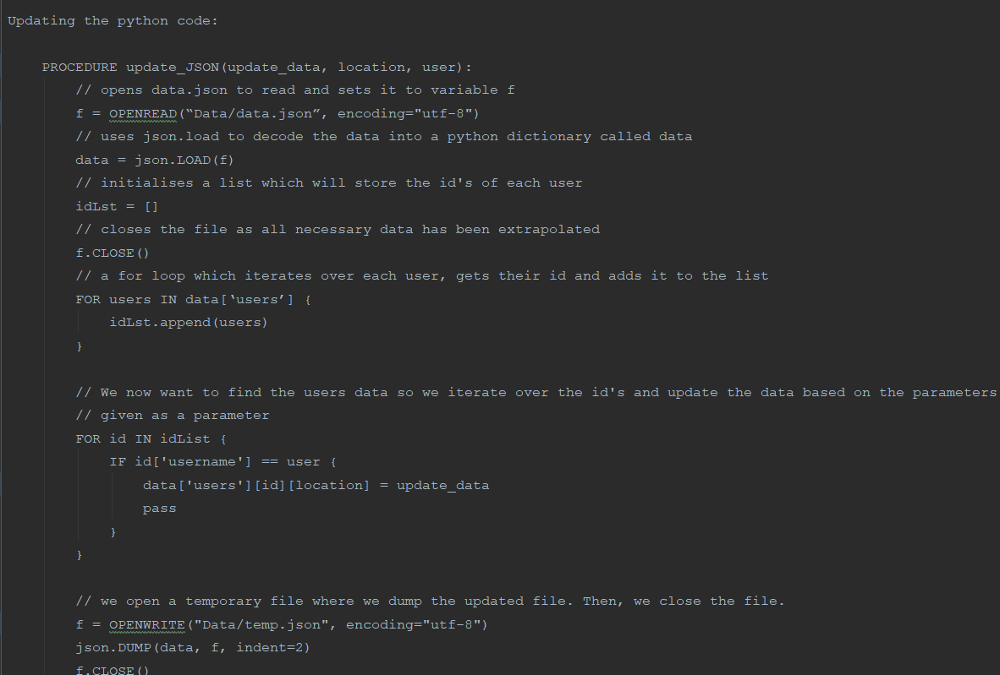 Updating the python code:
PROCEDURE update_JSON(update_data, location, user):
// opens data.json to read and sets it to variable f
f = OPENREAD(“Data/data.json”, encoding="utf-8")
// uses json.load to decode the data into a python dictionary called data
data = json.LOAD(f)
// initialises a list which will store the id's of each user
idLst = []
// closes the file as all necessary data has been extrapolated
f.CLOSE()
// a for loop which iterates over each user, gets their id and adds it to the list
FOR users IN data[‘users’] {
idLst.append(users)
}
// We now want to find the users data so we iterate over the id's and update the data based on the parameters
// given as a parameter
FOR id IN idList {
IF id['username'] == user {
data['users'][id][location] = update_data
pass
}
}
// we open a temporary file where we dump the updated file. Then, we close the file.
f = OPENWRITE("Data/temp.json", encoding="utf-8")
json.DUMP(data, f, indent=2)
f.CLOSE()